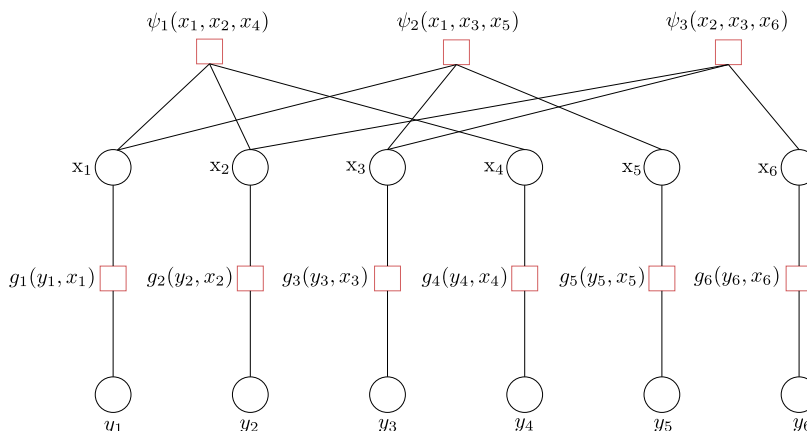 ψ₁(x₁, x₂, x₄) ψ₂(x₁, x₃, x₅) ψ₃(x₂, x₃, x₆)
x₁ x₂ x₃ x₄ x₅ x₆
g₁(y₁, x₁) g₂(y₂, x₂) g₃(y₃, x₃) g₄(y₄, x₄) g₅(y₅, x₅) g₆(y₆, x₆)
y₁ y₂ y₃ y₄ y₅ y₆